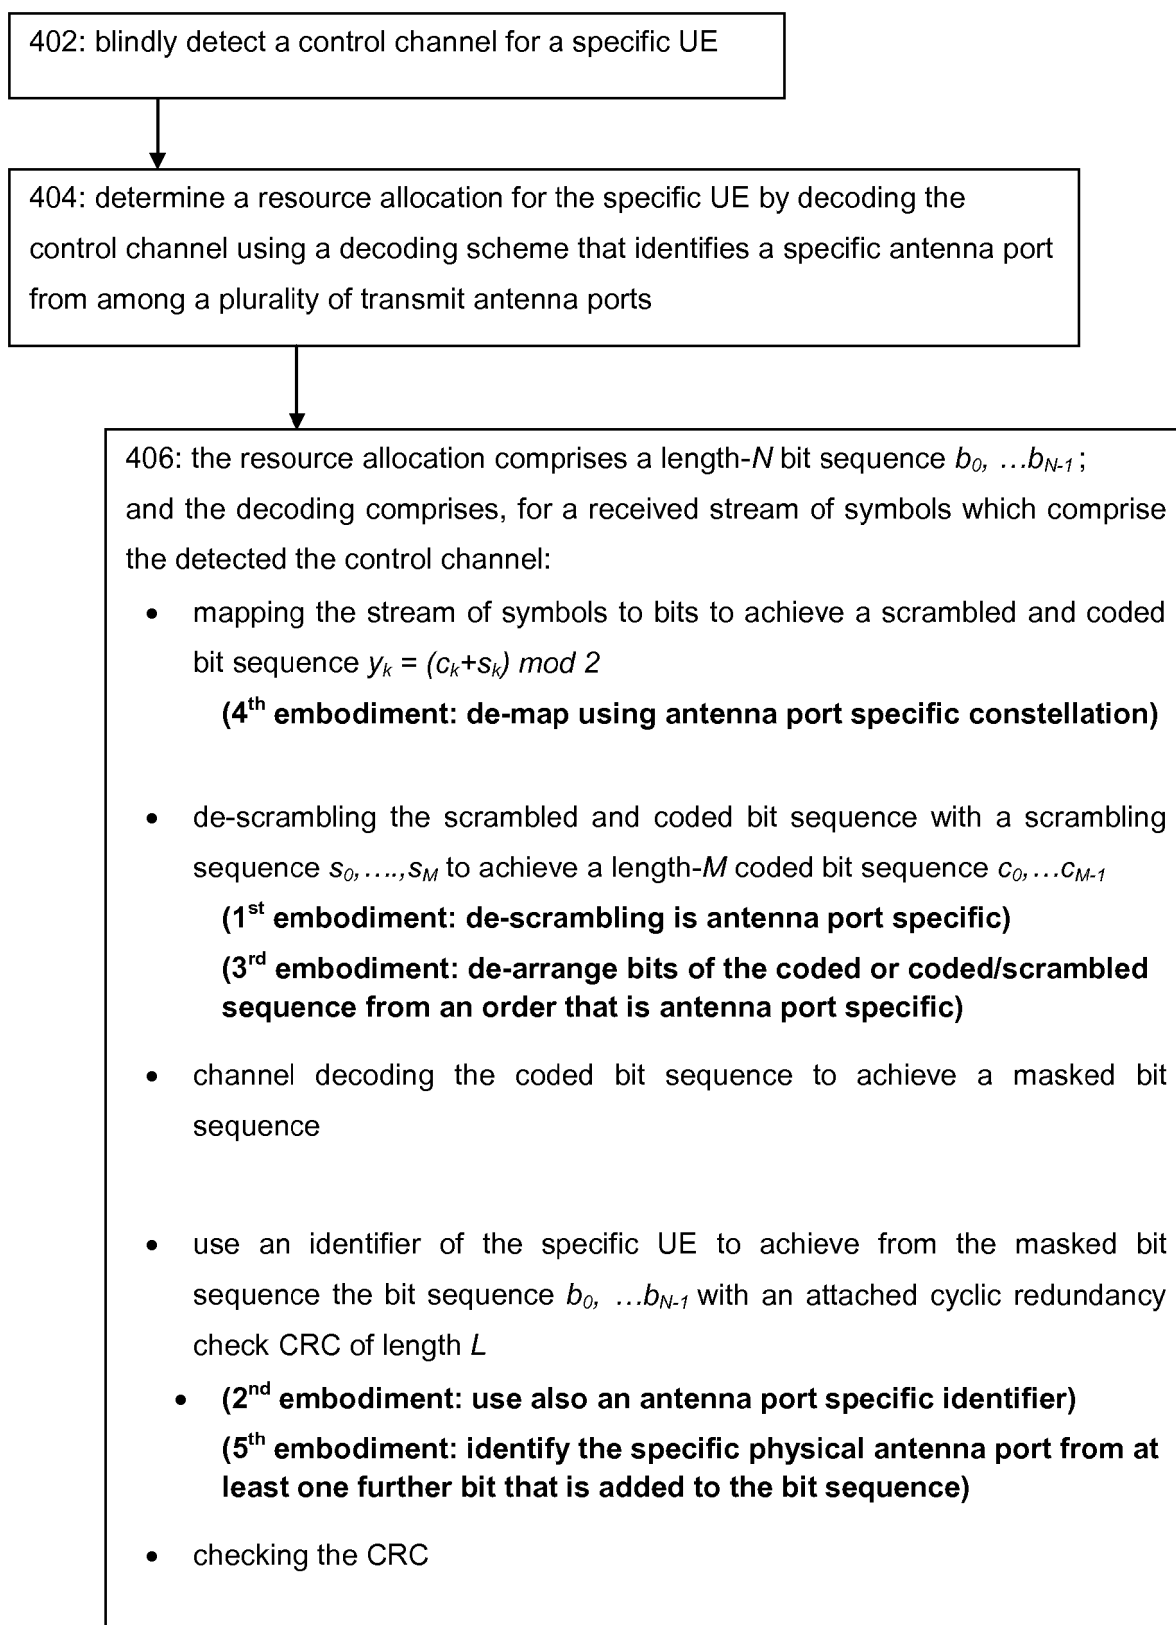 402: blindly detect a control channel for a specific UE
404: determine a resource allocation for the specific UE by decoding the
control channel using a decoding scheme that identifies a specific antenna port
from among a plurality of transmit antenna ports
406: the resource allocation comprises a length-N bit sequence b0, …bN-1 ;
and the decoding comprises, for a received stream of symbols which comprise
the detected the control channel:
• mapping the stream of symbols to bits to achieve a scrambled and coded
bit sequence yk = (ck+sk) mod 2
(4th embodiment: de-map using antenna port specific constellation)
• de-scrambling the scrambled and coded bit sequence with a scrambling
sequence s0,….,sM to achieve a length-M coded bit sequence c0,…cM-1
(1st embodiment: de-scrambling is antenna port specific)
(3rd embodiment: de-arrange bits of the coded or coded/scrambled
sequence from an order that is antenna port specific)
• channel decoding the coded bit sequence to achieve a masked bit
sequence
• use an identifier of the specific UE to achieve from the masked bit
sequence the bit sequence b0, …bN-1 with an attached cyclic redundancy
check CRC of length L
• (2nd embodiment: use also an antenna port specific identifier)
(5th embodiment: identify the specific physical antenna port from at
least one further bit that is added to the bit sequence)
• checking the CRC